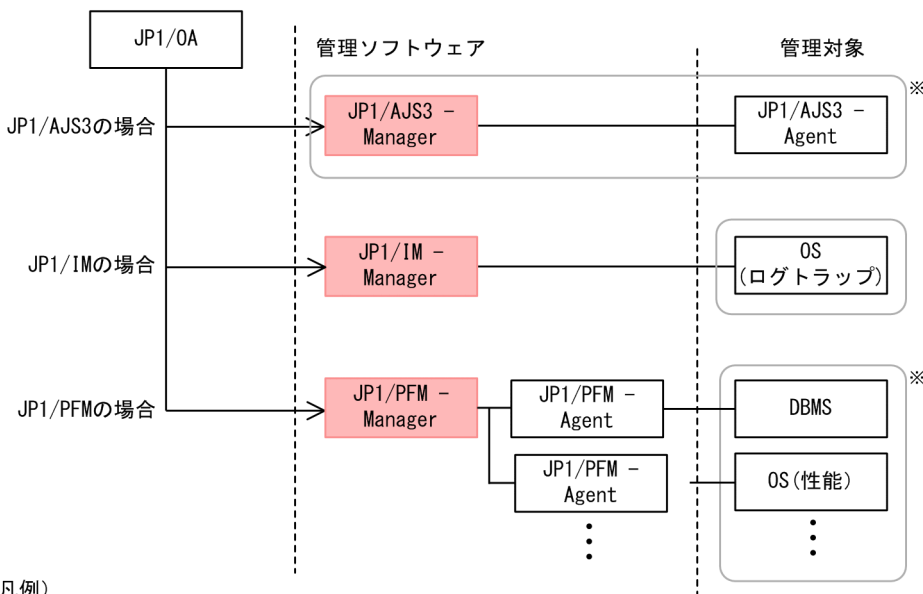 JP1/OA
管理ソフトウェア
管理対象
※
JP1/AJS3の場合
JP1/AJS3 -
Manager
JP1/AJS3 -
Agent
JP1/IMの場合
JP1/IM -
Manager
OS
(ログトラップ)
※
JP1/PFMの場合
JP1/PFM -
Manager
JP1/PFM -
Agent
DBMS
JP1/PFM -
Agent
OS(性能)
凡例)